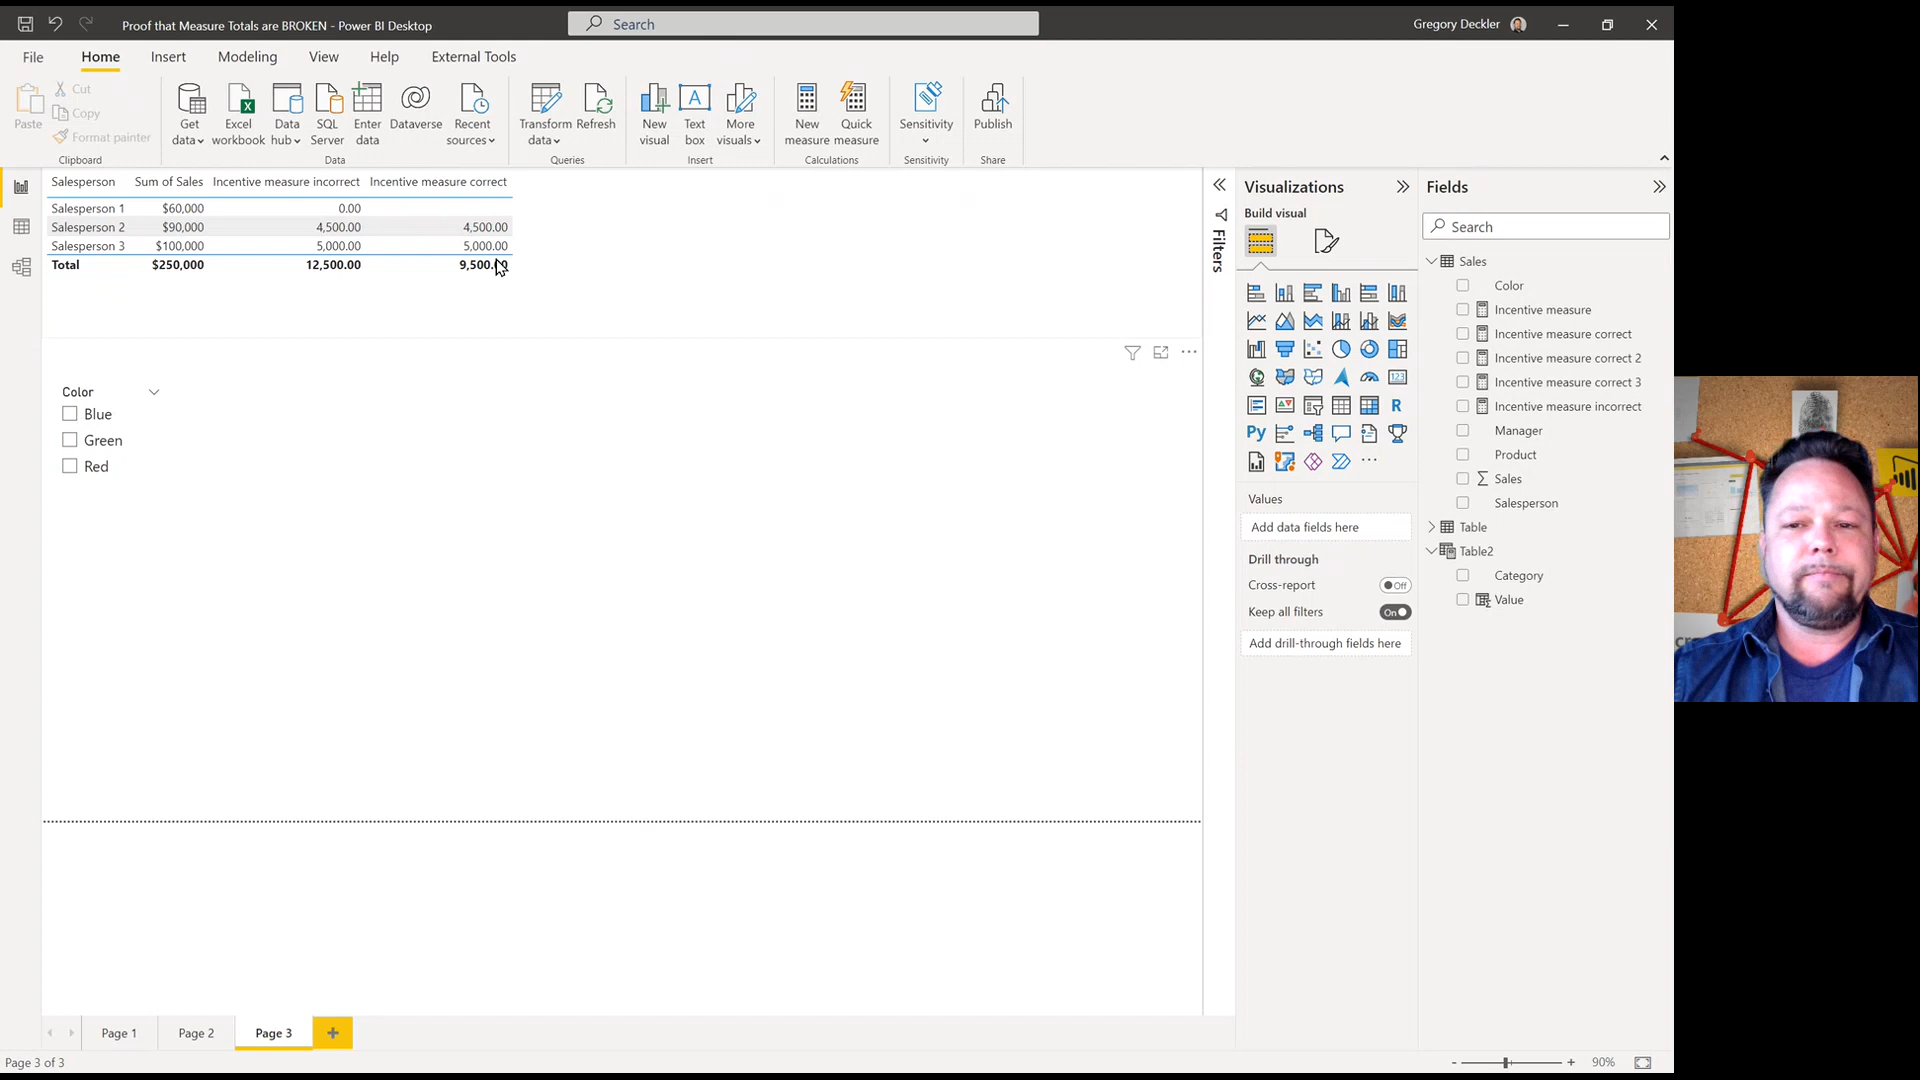 Proof that Measure Totals are BROKEN - Power BI Desktop
Search
Gregory Deckler
File
Home
Insert
Modeling
View
Help
External Tools
Paste
Cut
Copy
Format painter
Clipboard
Get data
Excel workbook
Data hub
SQL Server
Enter data
Dataverse
Recent sources
Data
Transform data
Refresh
Queries
New visual
Text box
More visuals
Insert
New measure
Quick measure
Calculations
Sensitivity
Sensitivity
Publish
Share
Salesperson Sum of Sales Incentive measure incorrect Incentive measure correct
Salesperson 1 $60,000 0.00
Salesperson 2 $90,000 4,500.00 4,500.00
Salesperson 3 $100,000 5,000.00 5,000.00
Total $250,000 12,500.00 9,500.00
Color
Blue
Green
Red
Filters
Visualizations
Build visual
123
R
Py
Values
Add data fields here
Drill through
Cross-report
Off
Keep all filters
On
Add drill-through fields here
Fields
Search
Sales
Color
Incentive measure
Incentive measure correct
Incentive measure correct 2
Incentive measure correct 3
Incentive measure incorrect
Manager
Product
Sales
Salesperson
Table
Table2
Category
Value
Page 1
Page 2
Page 3
Page 3 of 3
- +
90%